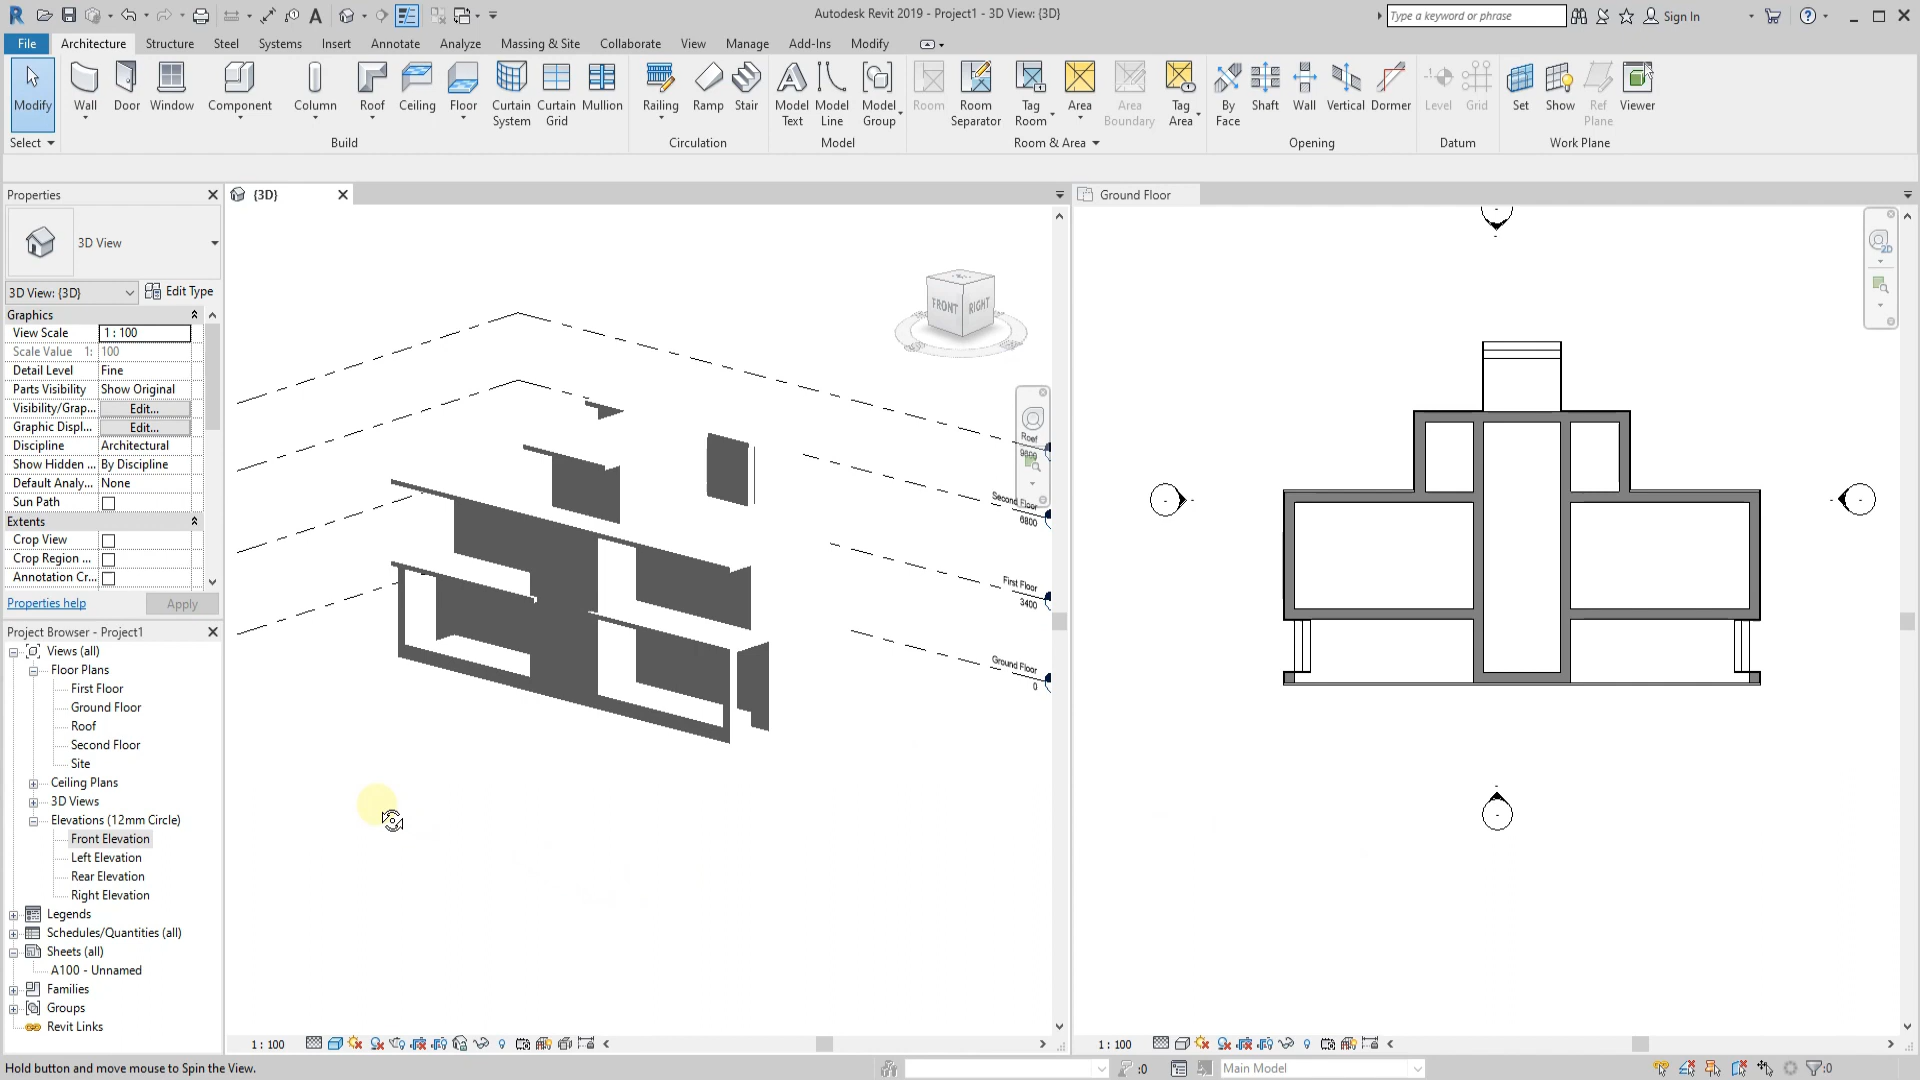 Autodesk Revit 2019 - Project1 - 3D View: {3D}
Type a keyword or phrase
Sign In
File Architecture Structure Steel Systems Insert Annotate Analyze Massing & Site Collaborate View Manage Add-Ins Modify
Modify Wall Door Window Component Column Roof Ceiling Floor Curtain System Curtain Grid Mullion Railing Ramp Stair Model Text Model Line Model Group Room Room Separator Tag Room Area Area Boundary Tag Area By Face Shaft Wall Vertical Dormer Level Grid Set Show Ref Plane Viewer
Select Build Circulation Model Room & Area Opening Datum Work Plane
Properties
3D View
3D View: {3D}
Edit Type
Graphics
View Scale 1 : 100
Scale Value 1: 100
Detail Level Fine
Parts Visibility Show Original
Visibility/Grap... Edit...
Graphic Displ... Edit...
Discipline Architectural
Show Hidden ... By Discipline
Default Analy... None
Sun Path
Extents
Crop View
Crop Region ...
Annotation Cr...
Properties help
Apply
Project Browser - Project1
Views (all)
Floor Plans
First Floor
Ground Floor
Roof
Second Floor
Site
Ceiling Plans
3D Views
Elevations (12mm Circle)
Front Elevation
Left Elevation
Rear Elevation
Right Elevation
Legends
Schedules/Quantities (all)
Sheets (all)
A100 - Unnamed
Families
Groups
Revit Links
{3D}
FRONT
RIGHT
Roof
9800
Second Floor
6800
First Floor
3400
Ground Floor
0
1 : 100
Ground Floor
2D
1 : 100
Hold button and move mouse to Spin the View.
:0
Main Model
:0